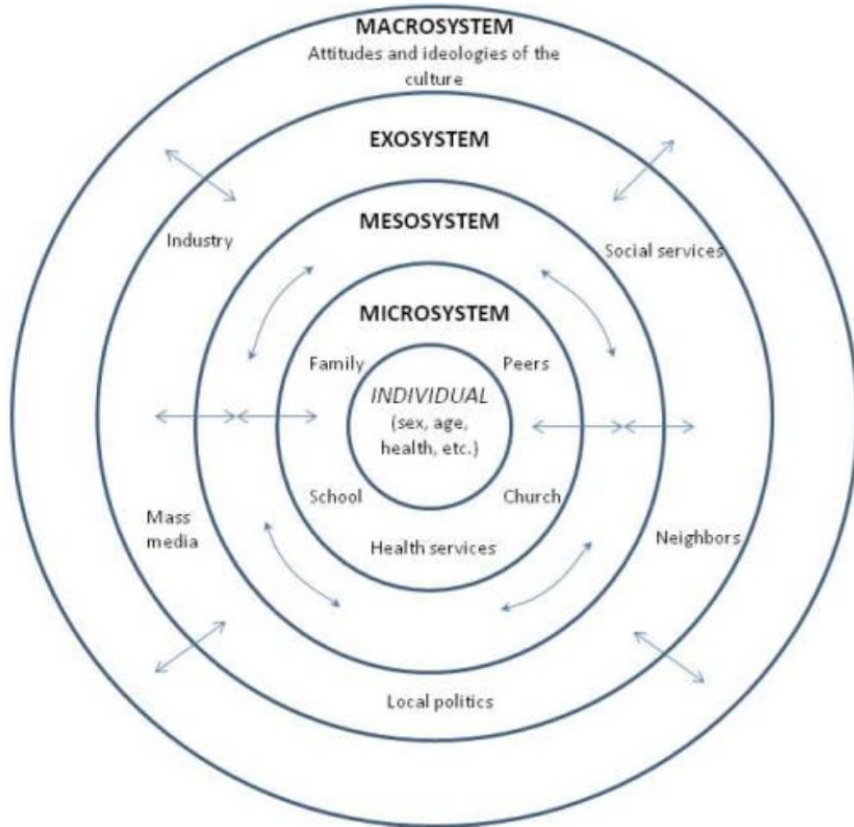 MACROSYSTEM
Attitudes and ideologies of the
culture
EXOSYSTEM
MESOSYSTEM
Industry
Social services
MICROSYSTEM
Family
Peers
INDIVIDUAL
(sex, age,
health, etc.)
School
Church
Mass
media
Neighbors
Health services
Local politics